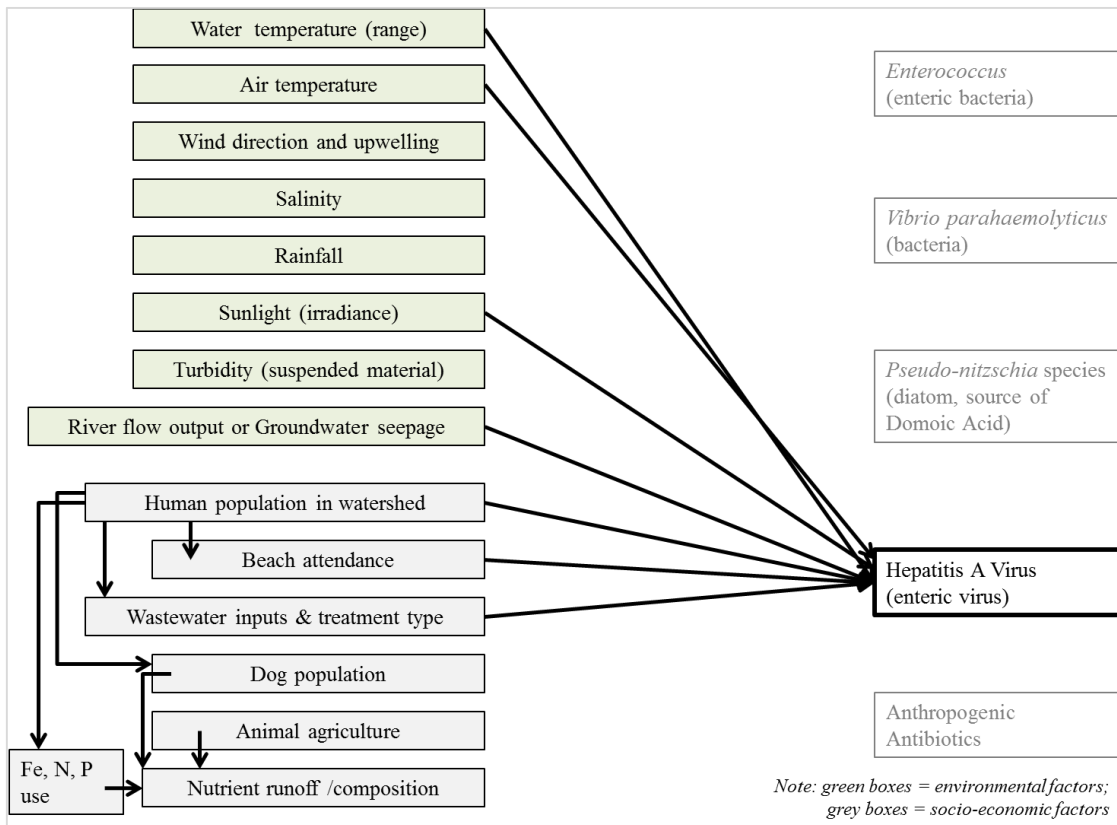 Water temperature (range)
Air temperature
Wind direction and upwelling
Salinity
Rainfall
Sunlight (irradiance)
Turbidity (suspended material)
River flow output or Groundwater seepage
Human population in watershed
Beach attendance
Wastewater inputs & treatment type
Dog population
Animal agriculture
Fe, N, P
use
Nutrient runoff /composition
Enterococcus
(enteric bacteria)
Vibrio parahaemolyticus
(bacteria)
Pseudo-nitzschia species
(diatom, source of
Domoic Acid)
Hepatitis A Virus
(enteric virus)
Anthropogenic
Antibiotics
Note: green boxes = environmental factors;
grey boxes = socio-economic factors